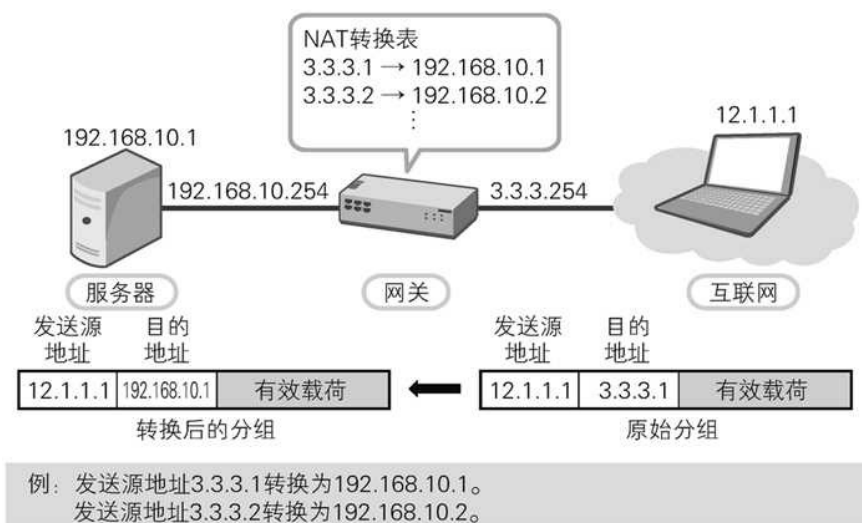 NAT转换表
3.3.3.1 → 192.168.10.1
3.3.3.2 → 192.168.10.2
⋮
12.1.1.1
192.168.10.1
192.168.10.254
3.3.3.254
服务器
网关
互联网
发送源
地址
目的
地址
12.1.1.1 192.168.10.1 有效载荷
转换后的分组
发送源
地址
目的
地址
12.1.1.1 3.3.3.1 有效载荷
原始分组
例：发送源地址3.3.3.1转换为192.168.10.1。
发送源地址3.3.3.2转换为192.168.10.2。